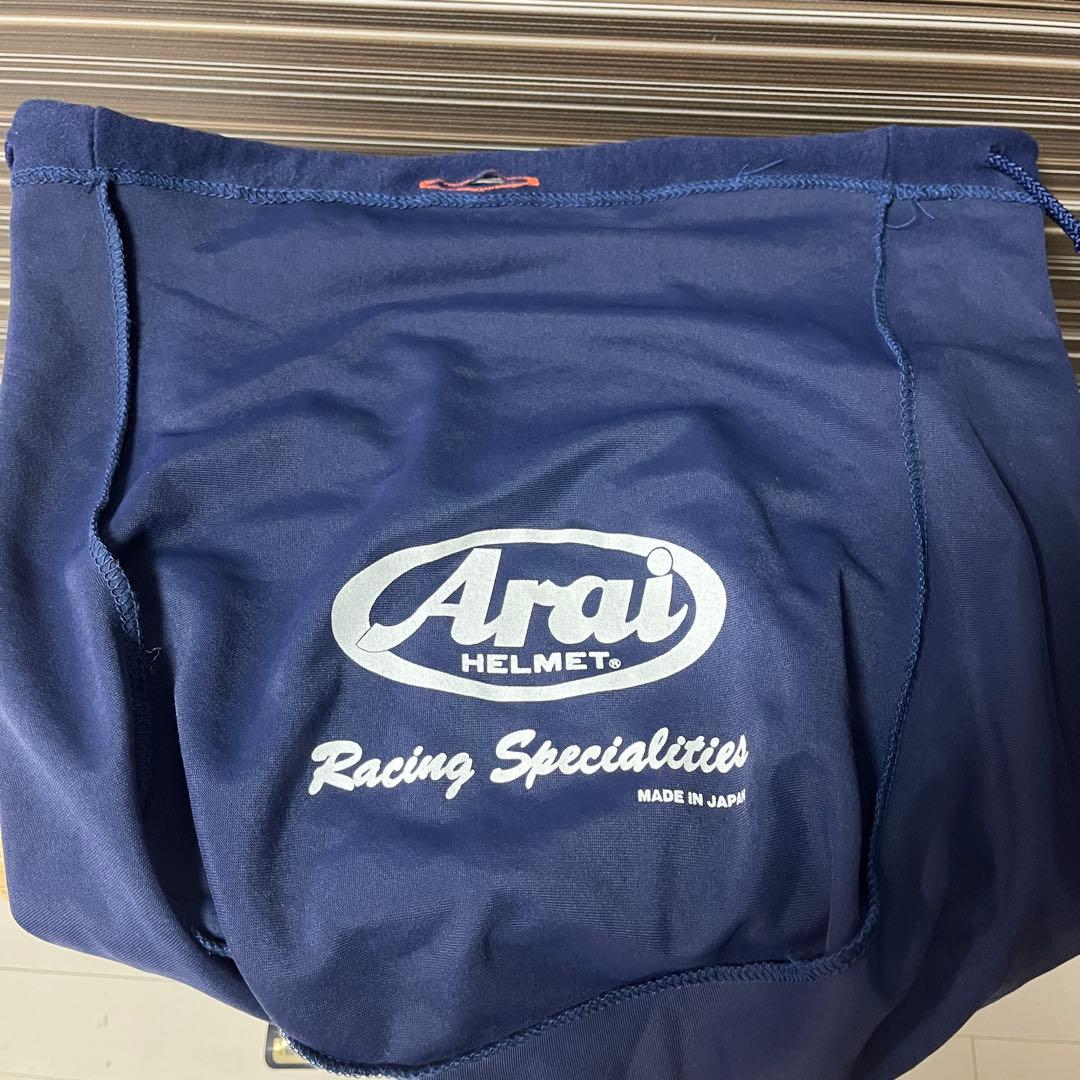 Arai
HELMET®
Racing Specialities
MADE IN JAPAN